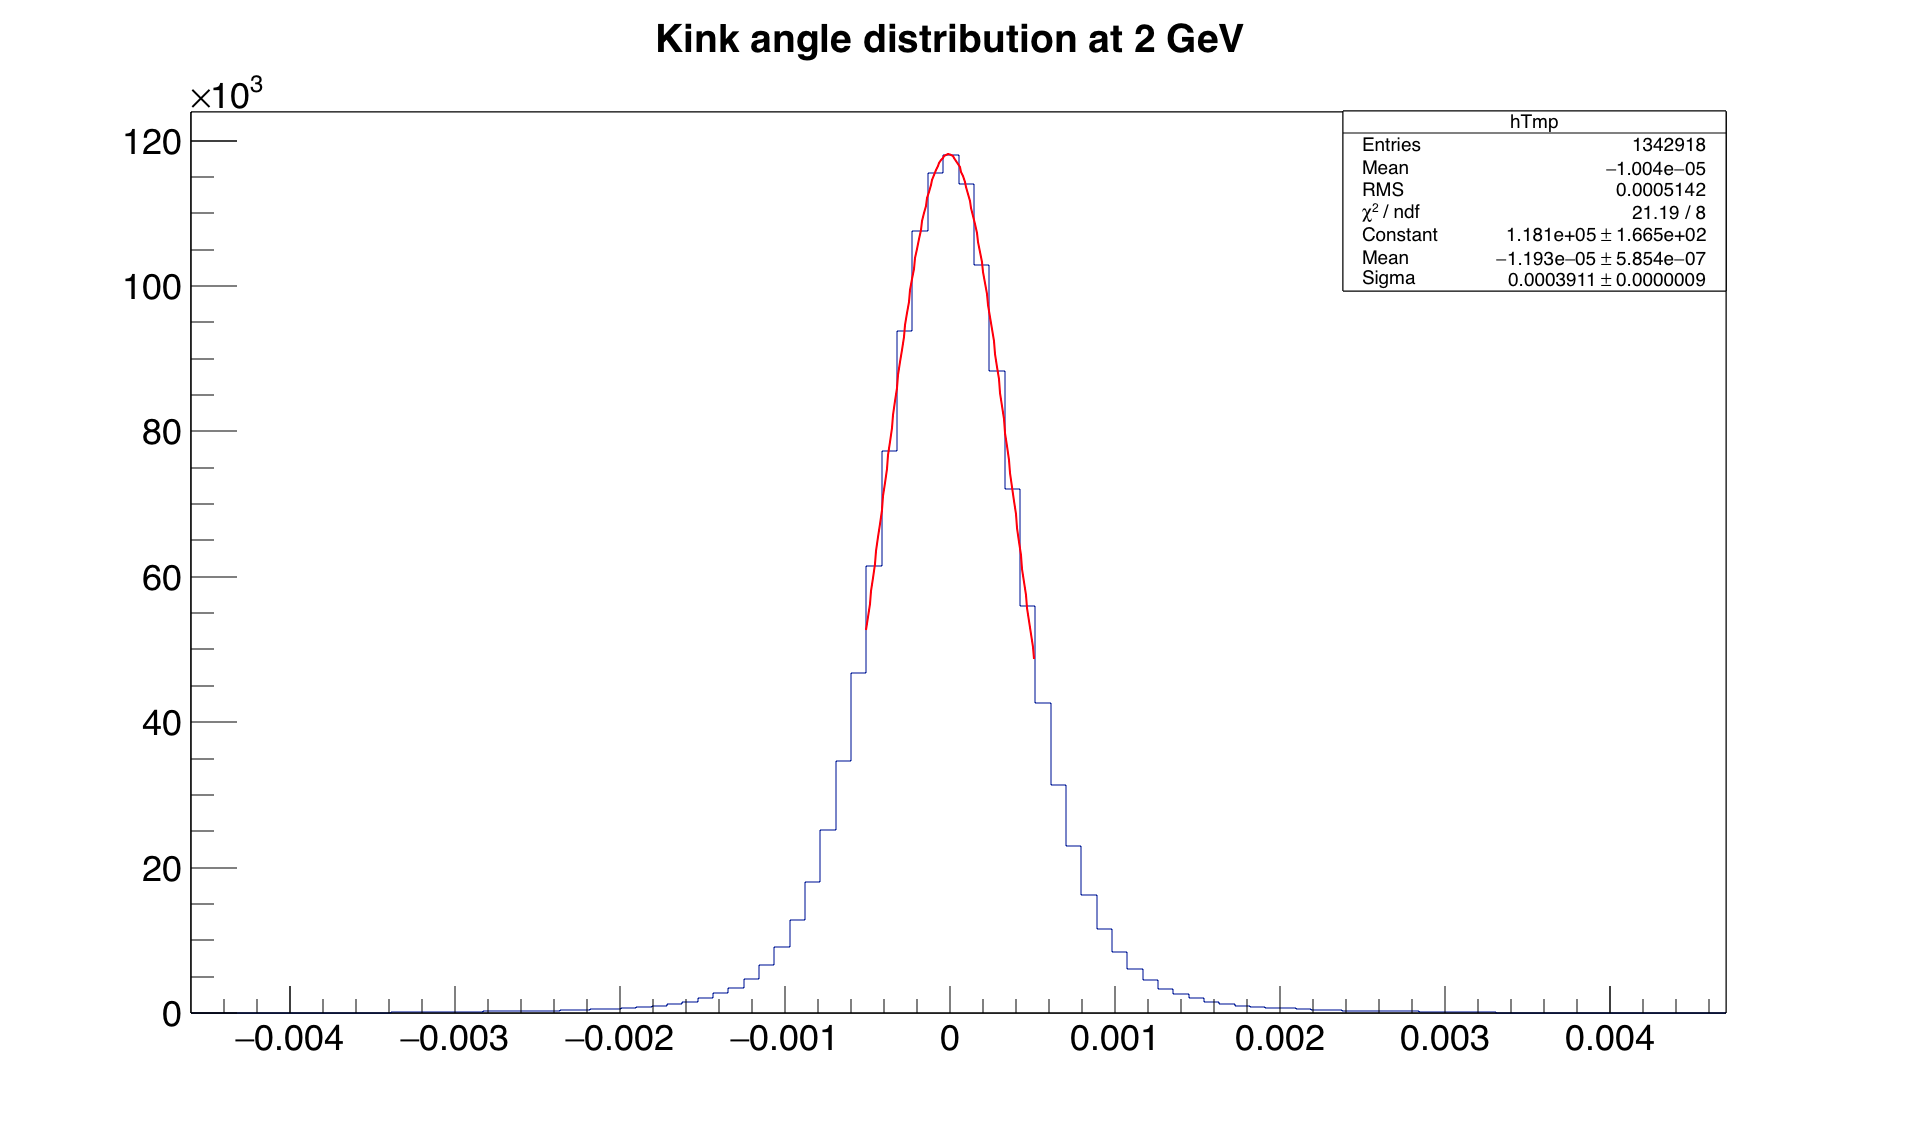 Kink angle distribution at 2 GeV
×10³
hTmp
Entries 1342918
Mean −1.004e−05
RMS 0.0005142
χ² / ndf 21.19 / 8
Constant 1.181e+05 ± 1.665e+02
Mean −1.193e−05 ± 5.854e−07
Sigma 0.0003911 ± 0.0000009
120
100
80
60
40
20
0
−0.004 −0.003 −0.002 −0.001 0 0.001 0.002 0.003 0.004